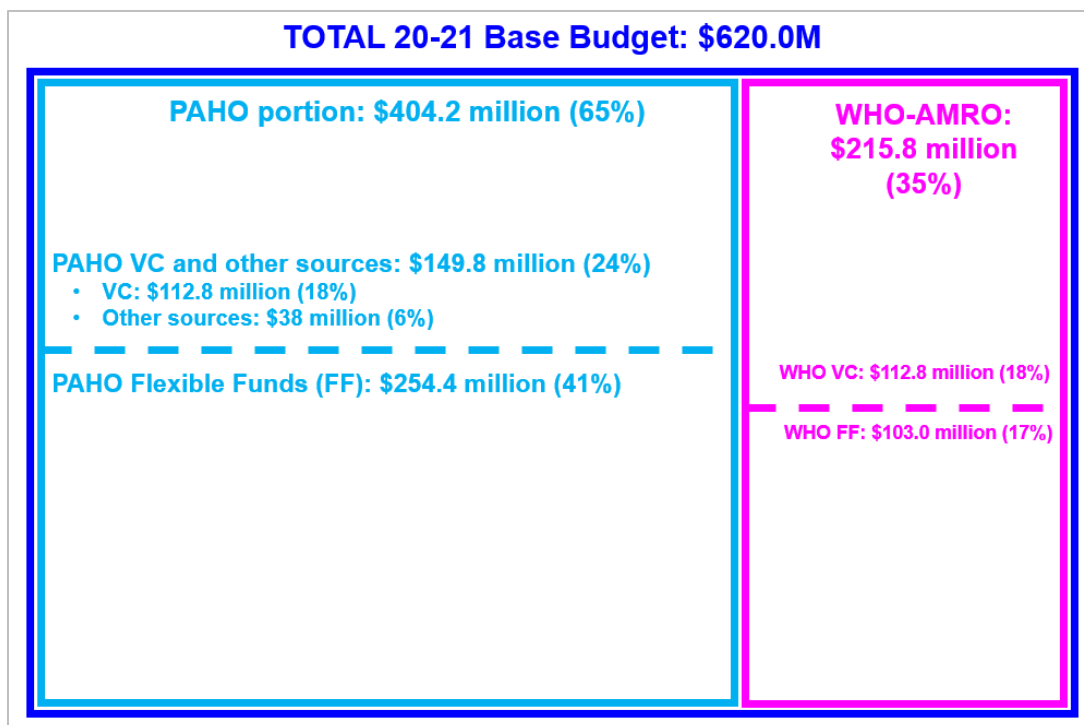 TOTAL 20-21 Base Budget: $620.0M
PAHO portion: $404.2 million (65%)
WHO-AMRO:
$215.8 million
(35%)
PAHO VC and other sources: $149.8 million (24%)
• VC: $112.8 million (18%)
• Other sources: $38 million (6%)
PAHO Flexible Funds (FF): $254.4 million (41%)
WHO VC: $112.8 million (18%)
WHO FF: $103.0 million (17%)